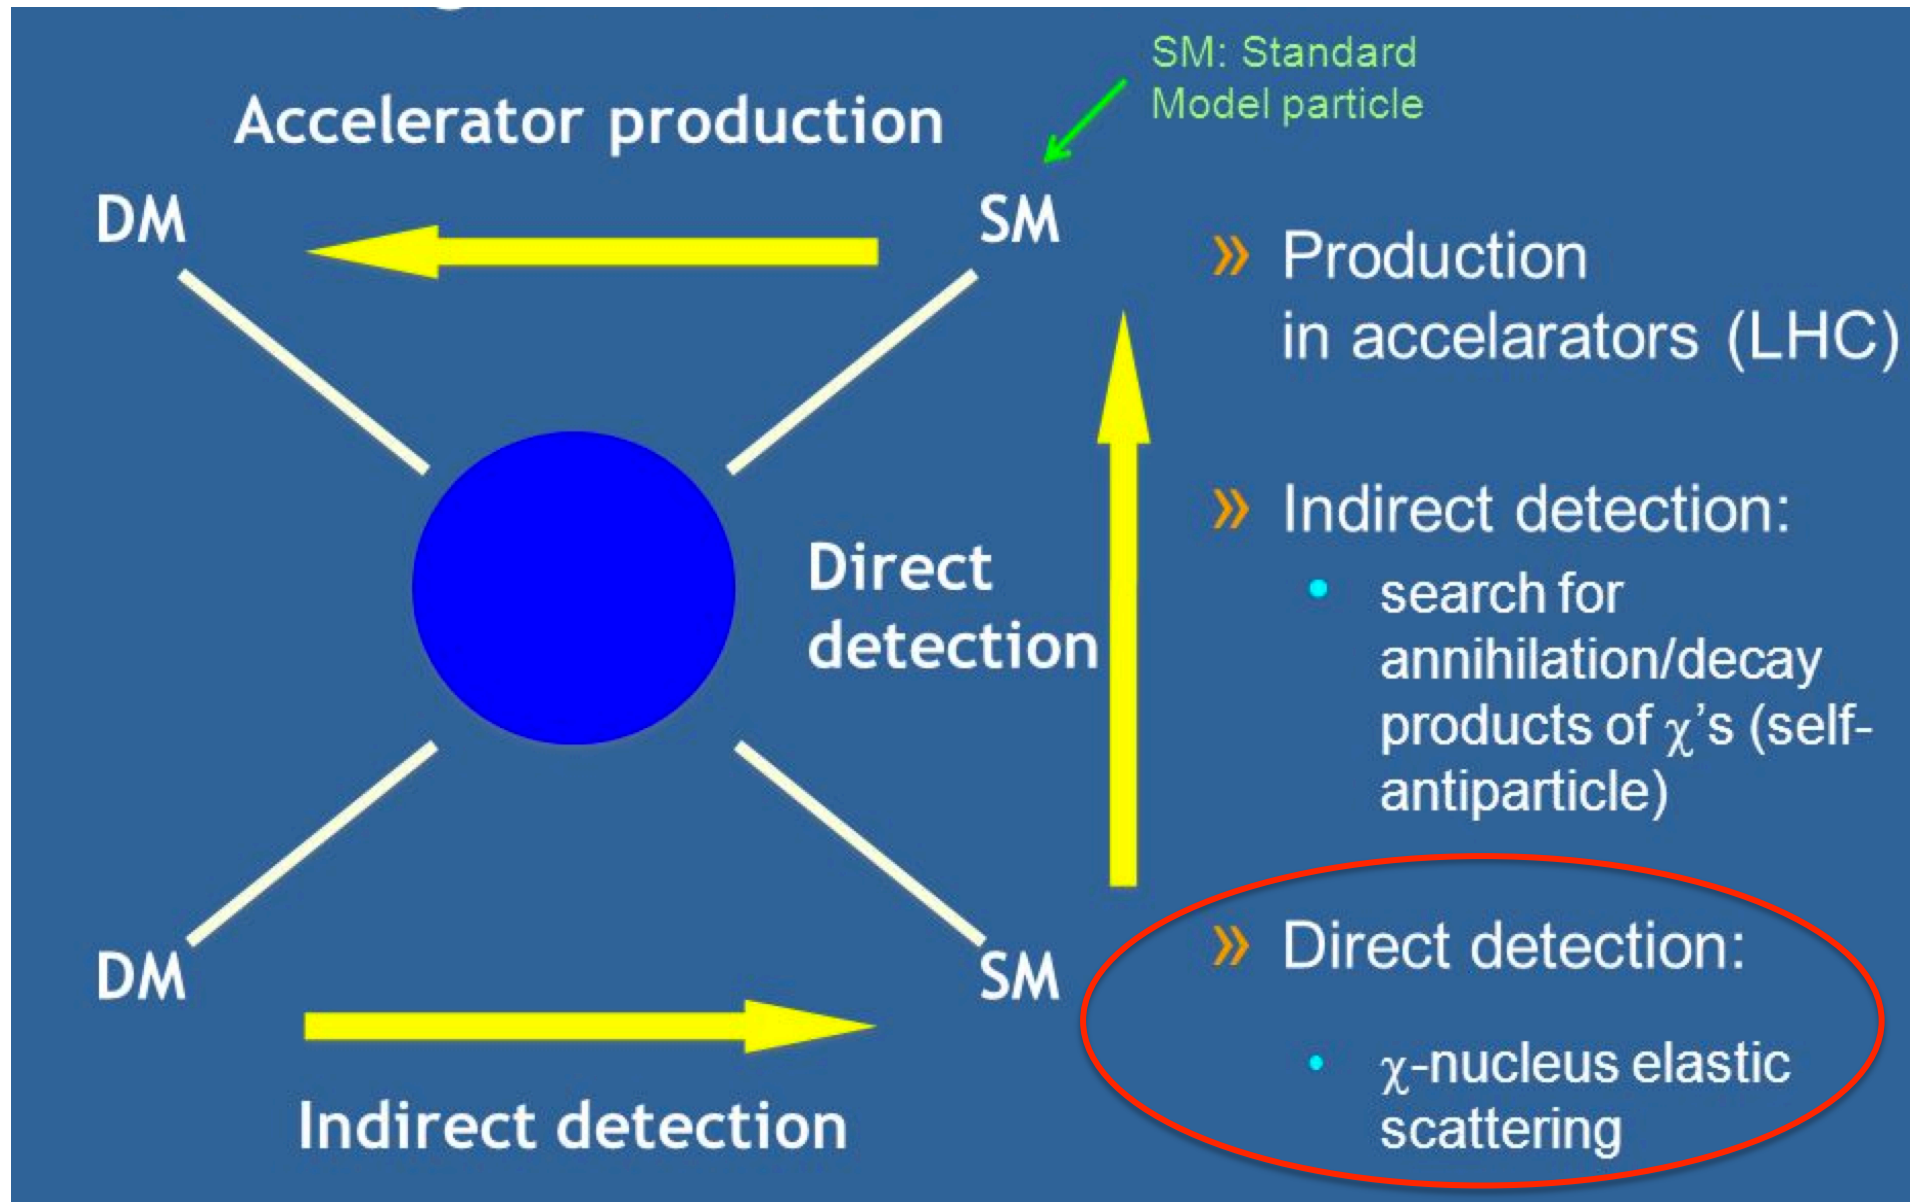 SM: Standard
Model particle
Accelerator production
DM
SM
Direct
detection
DM
SM
Indirect detection
» Production
in accelarators (LHC)
» Indirect detection:
• search for
annihilation/decay
products of χ's (self-
antiparticle)
» Direct detection:
• χ-nucleus elastic
scattering